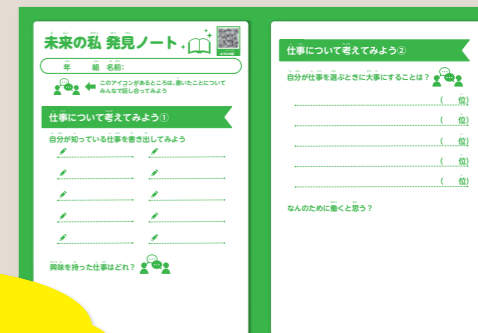 未来の私 発見ノート
年 組 名前:
このアイコンがあるところは、書いたことについて
みんなで話し合ってみよう
仕事について考えてみよう①
自分が知っている仕事を書き出してみよう
興味を持った仕事はどれ?
仕事について考えてみよう②
自分が仕事を選ぶときに大事にすることは?
( 位)
( 位)
( 位)
( 位)
( 位)
なんのために働くと思う?